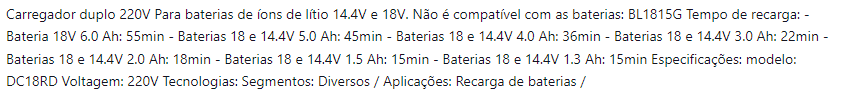 Carregador duplo 220V Para baterias de íons de lítio 14.4V e 18V. Não é compatível com as baterias: BL1815G Tempo de recarga: -
Bateria 18V 6.0 Ah: 55min - Baterias 18 e 14.4V 5.0 Ah: 45min - Baterias 18 e 14.4V 4.0 Ah: 36min - Baterias 18 e 14.4V 3.0 Ah: 22min -
Baterias 18 e 14.4V 2.0 Ah: 18min - Baterias 18 e 14.4V 1.5 Ah: 15min - Baterias 18 e 14.4V 1.3 Ah: 15min Especificações: modelo:
DC18RD Voltagem: 220V Tecnologias: Segmentos: Diversos / Aplicações: Recarga de baterias /